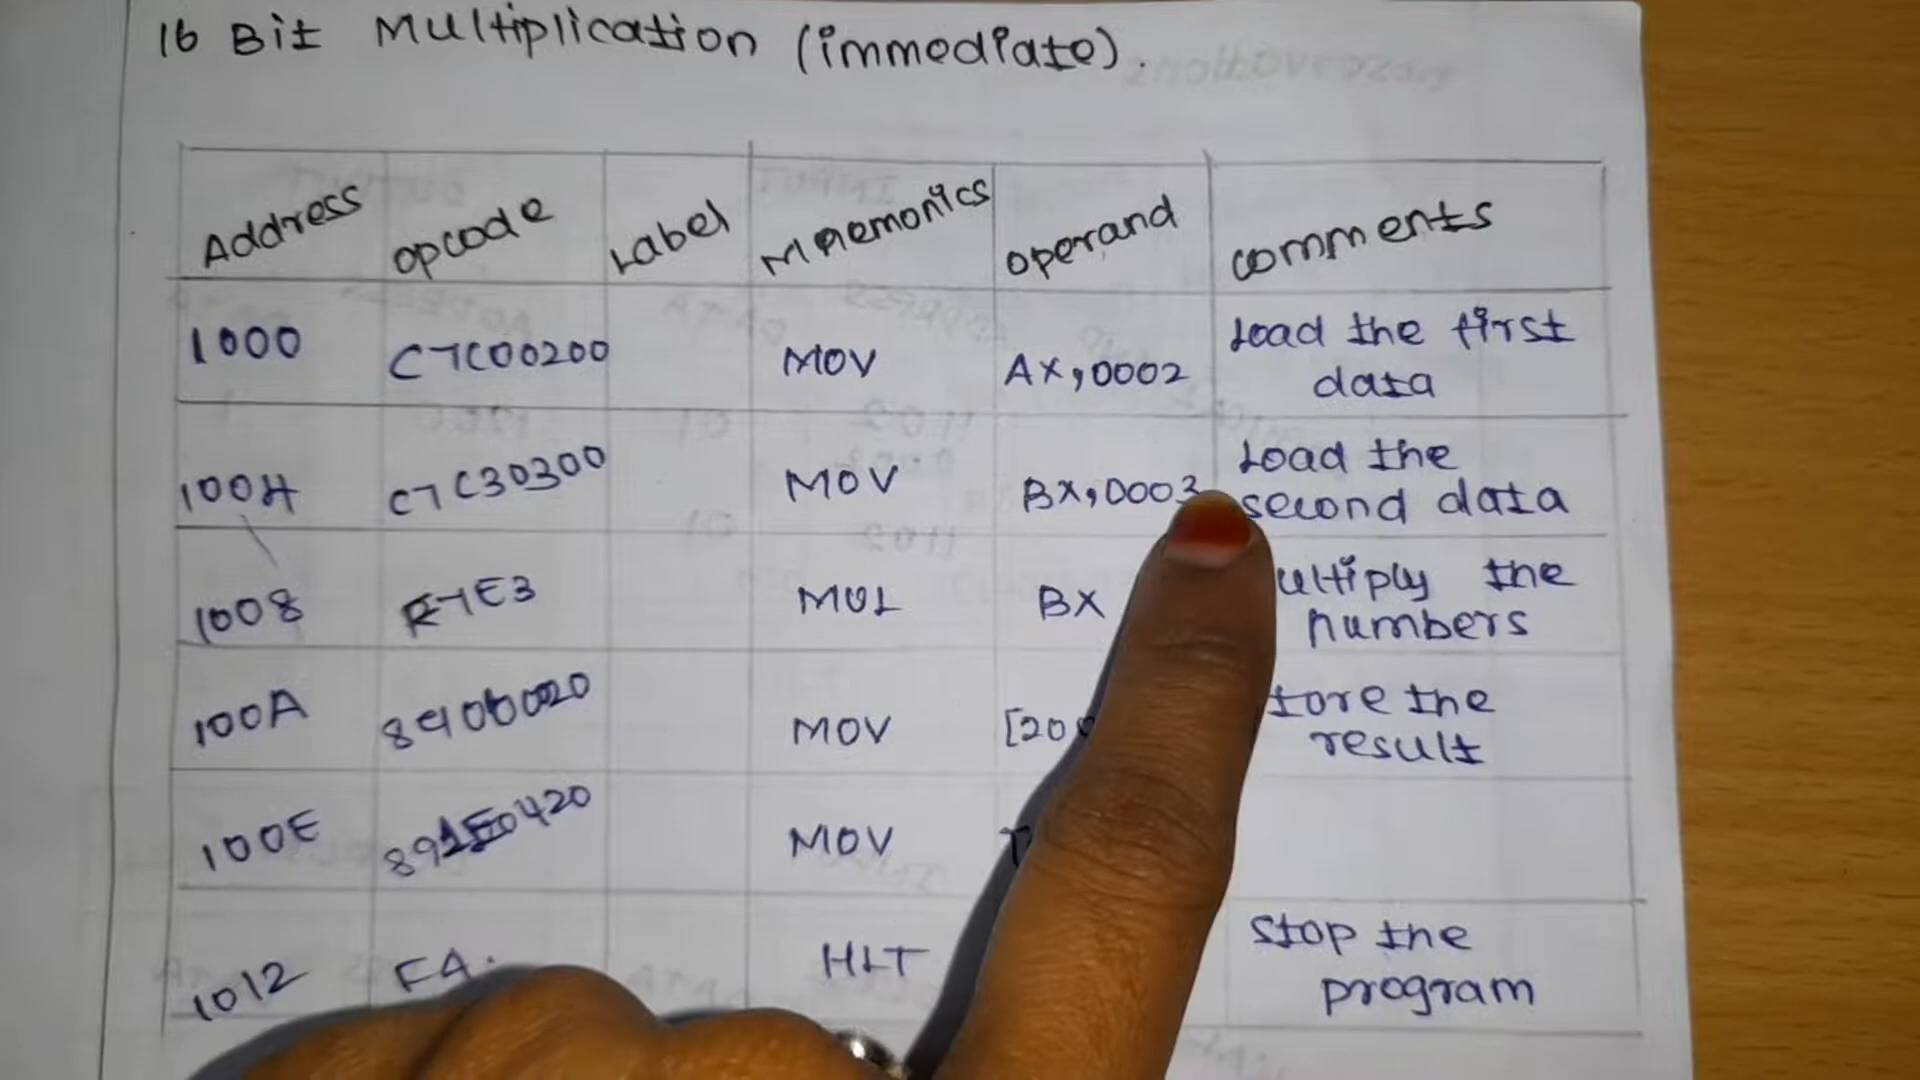 16 Bit Multiplication (immediate).
Address opcode Label Mnemonics operand comments
1000 C7C00200 MOV AX,0002 Load the first data
1004 C7C30300 MOV BX,0003 Load the second data
1008 F7E3 MUL BX ultiply the numbers
100A MOV [20 tore the result
100E MOV
1012 F4. HLT stop the program